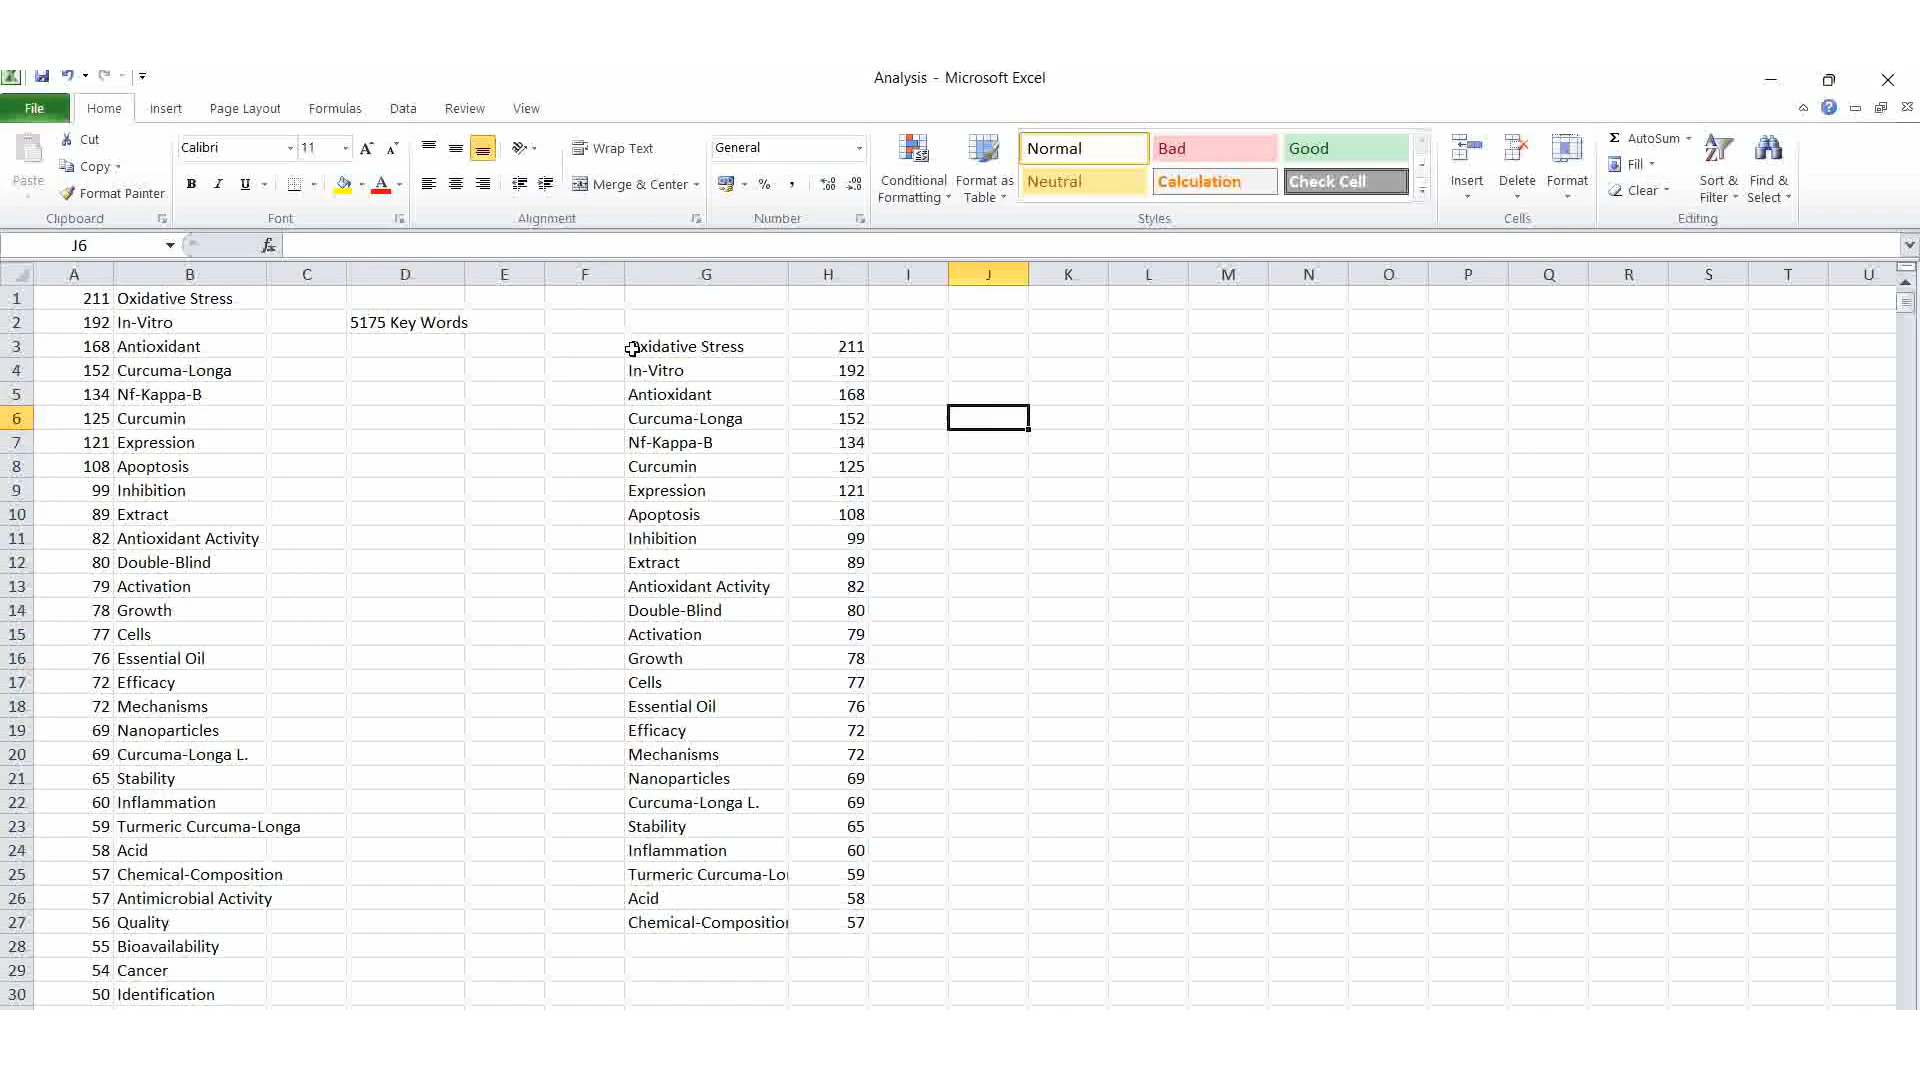 Analysis - Microsoft Excel
File Home Insert Page Layout Formulas Data Review View
Paste Cut Copy Format Painter Clipboard
Calibri 11 A A B I U A Font
Wrap Text Merge & Center Alignment
General % , Number
Conditional Formatting Format as Table Normal Bad Good Neutral Calculation Check Cell Styles
Insert Delete Format Cells
Σ AutoSum Fill Clear Sort & Filter Find & Select Editing
J6 fx
A B C D E F G H I J K L M N O P Q R S T U
1 211 Oxidative Stress
2 192 In-Vitro 5175 Key Words
3 168 Antioxidant Oxidative Stress 211
4 152 Curcuma-Longa In-Vitro 192
5 134 Nf-Kappa-B Antioxidant 168
6 125 Curcumin Curcuma-Longa 152
7 121 Expression Nf-Kappa-B 134
8 108 Apoptosis Curcumin 125
9 99 Inhibition Expression 121
10 89 Extract Apoptosis 108
11 82 Antioxidant Activity Inhibition 99
12 80 Double-Blind Extract 89
13 79 Activation Antioxidant Activity 82
14 78 Growth Double-Blind 80
15 77 Cells Activation 79
16 76 Essential Oil Growth 78
17 72 Efficacy Cells 77
18 72 Mechanisms Essential Oil 76
19 69 Nanoparticles Efficacy 72
20 69 Curcuma-Longa L. Mechanisms 72
21 65 Stability Nanoparticles 69
22 60 Inflammation Curcuma-Longa L. 69
23 59 Turmeric Curcuma-Longa Stability 65
24 58 Acid Inflammation 60
25 57 Chemical-Composition Turmeric Curcuma-Lo 59
26 57 Antimicrobial Activity Acid 58
27 56 Quality Chemical-Composition 57
28 55 Bioavailability
29 54 Cancer
30 50 Identification